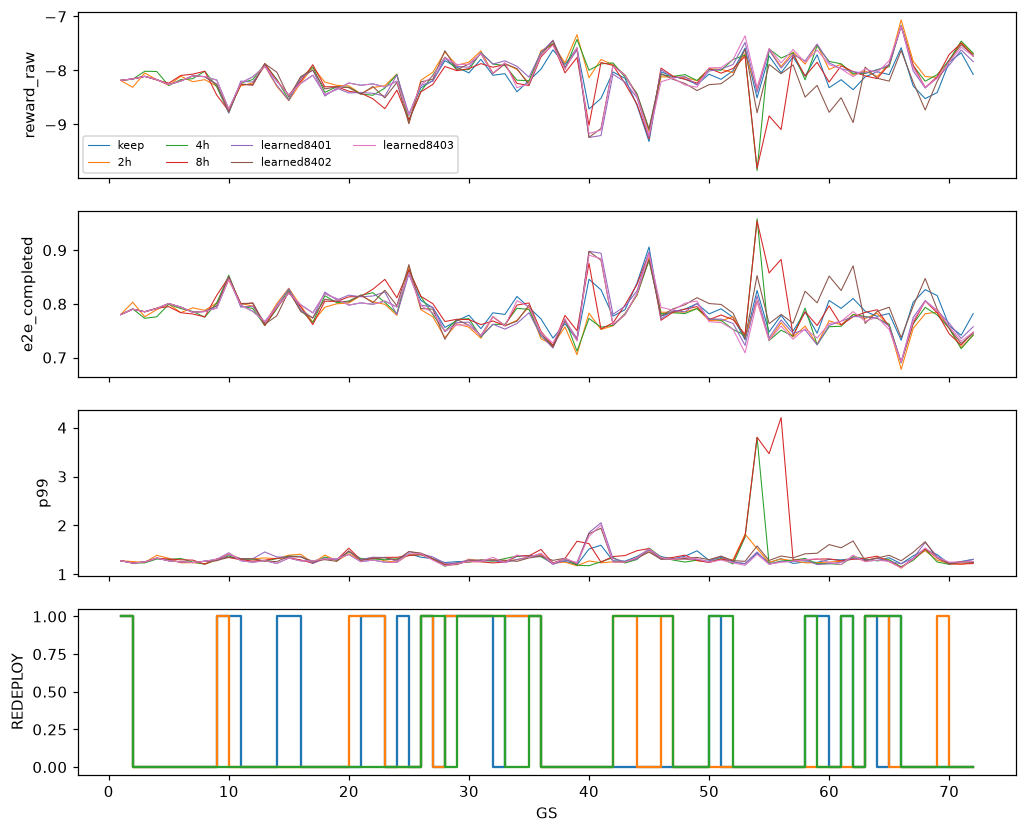 −7
−8
−9
reward_raw
keep 4h learned8401 learned8403
2h 8h learned8402
0.9
0.8
0.7
e2e_completed
4
3
2
1
p99
1.00
0.75
0.50
0.25
0.00
REDEPLOY
0 10 20 30 40 50 60 70
GS